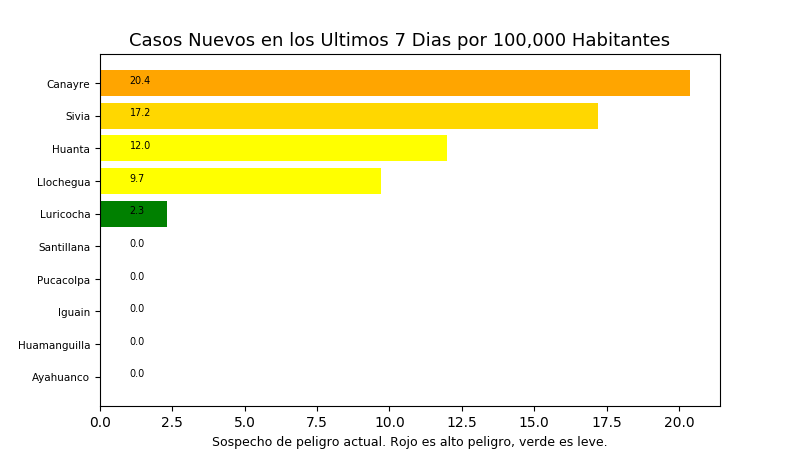 Casos Nuevos en los Ultimos 7 Dias por 100,000 Habitantes
Canayre 20.4
Sivia 17.2
Huanta 12.0
Llochegua 9.7
Luricocha 2.3
Santillana 0.0
Pucacolpa 0.0
Iguain 0.0
Huamanguilla 0.0
Ayahuanco 0.0
0.0 2.5 5.0 7.5 10.0 12.5 15.0 17.5 20.0
Sospecho de peligro actual. Rojo es alto peligro, verde es leve.